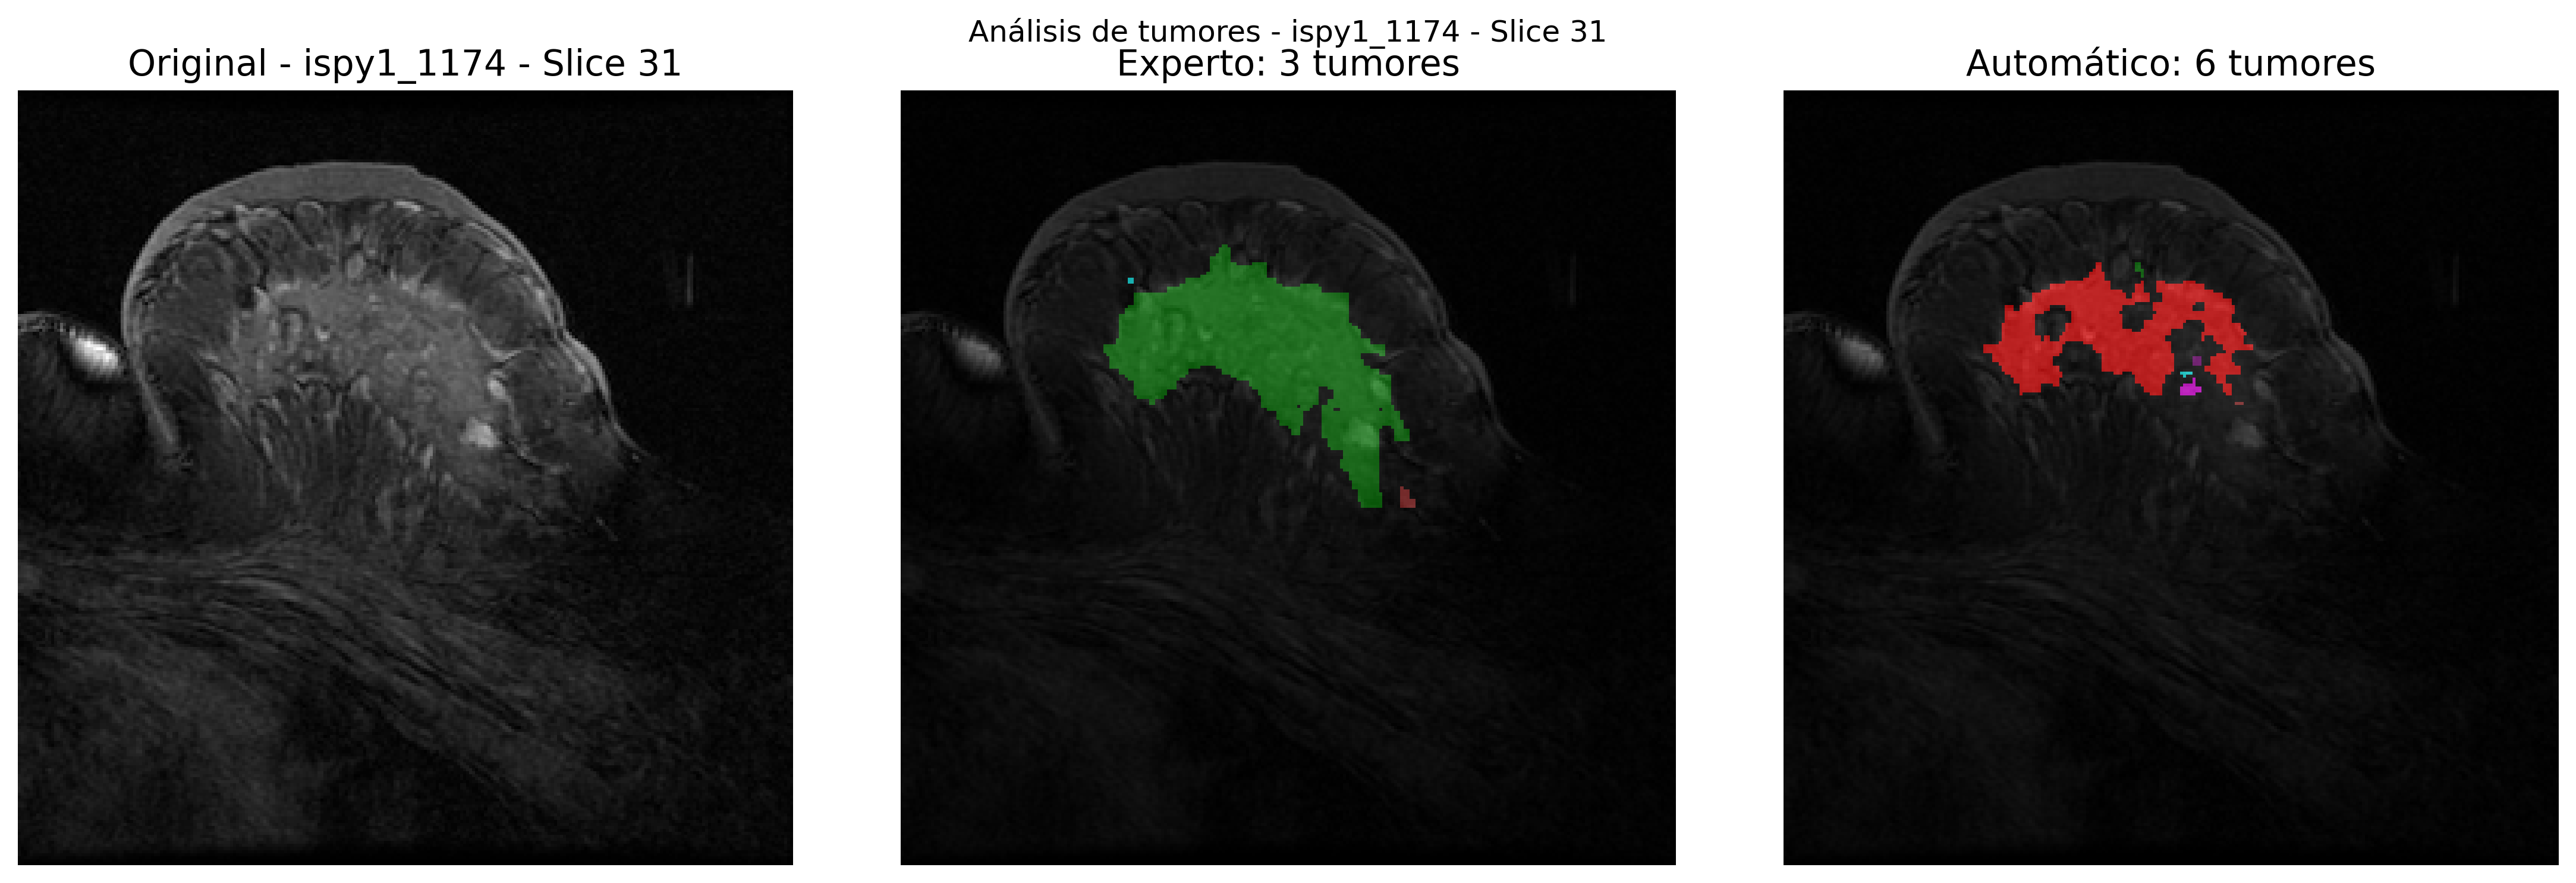 Análisis de tumores - ispy1_1174 - Slice 31
Original - ispy1_1174 - Slice 31
Experto: 3 tumores
Automático: 6 tumores